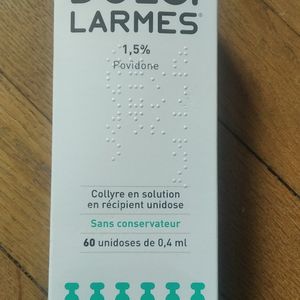 LARMES®
1,5%
Povidone
Collyre en solution
en récipient unidose
Sans conservateur
60 unidoses de 0,4 ml